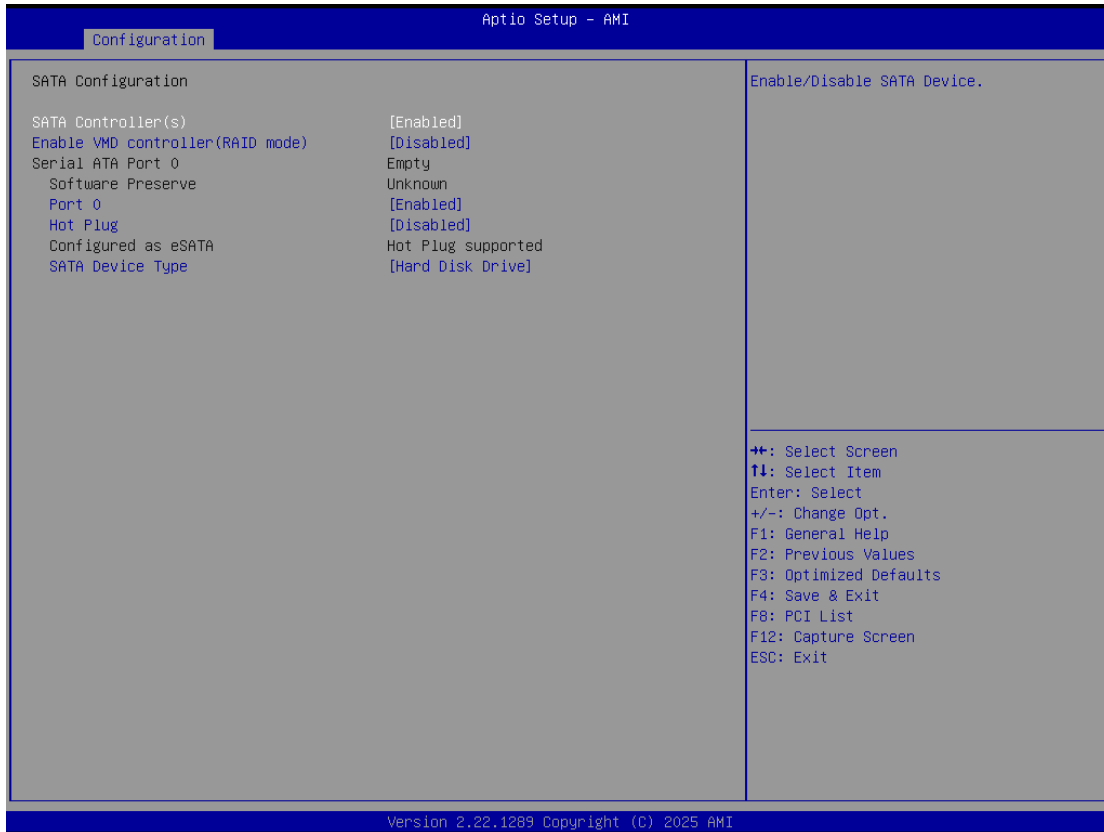 Aptio Setup - AMI
Configuration
SATA Configuration
SATA Controller(s) [Enabled]
Enable VMD controller(RAID mode) [Disabled]
Serial ATA Port 0 Empty
Software Preserve Unknown
Port 0 [Enabled]
Hot Plug [Disabled]
Configured as eSATA Hot Plug supported
SATA Device Type [Hard Disk Drive]
Enable/Disable SATA Device.
→←: Select Screen
↑↓: Select Item
Enter: Select
+/-: Change Opt.
F1: General Help
F2: Previous Values
F3: Optimized Defaults
F4: Save & Exit
F8: PCI List
F12: Capture Screen
ESC: Exit
Version 2.22.1289 Copyright (C) 2025 AMI